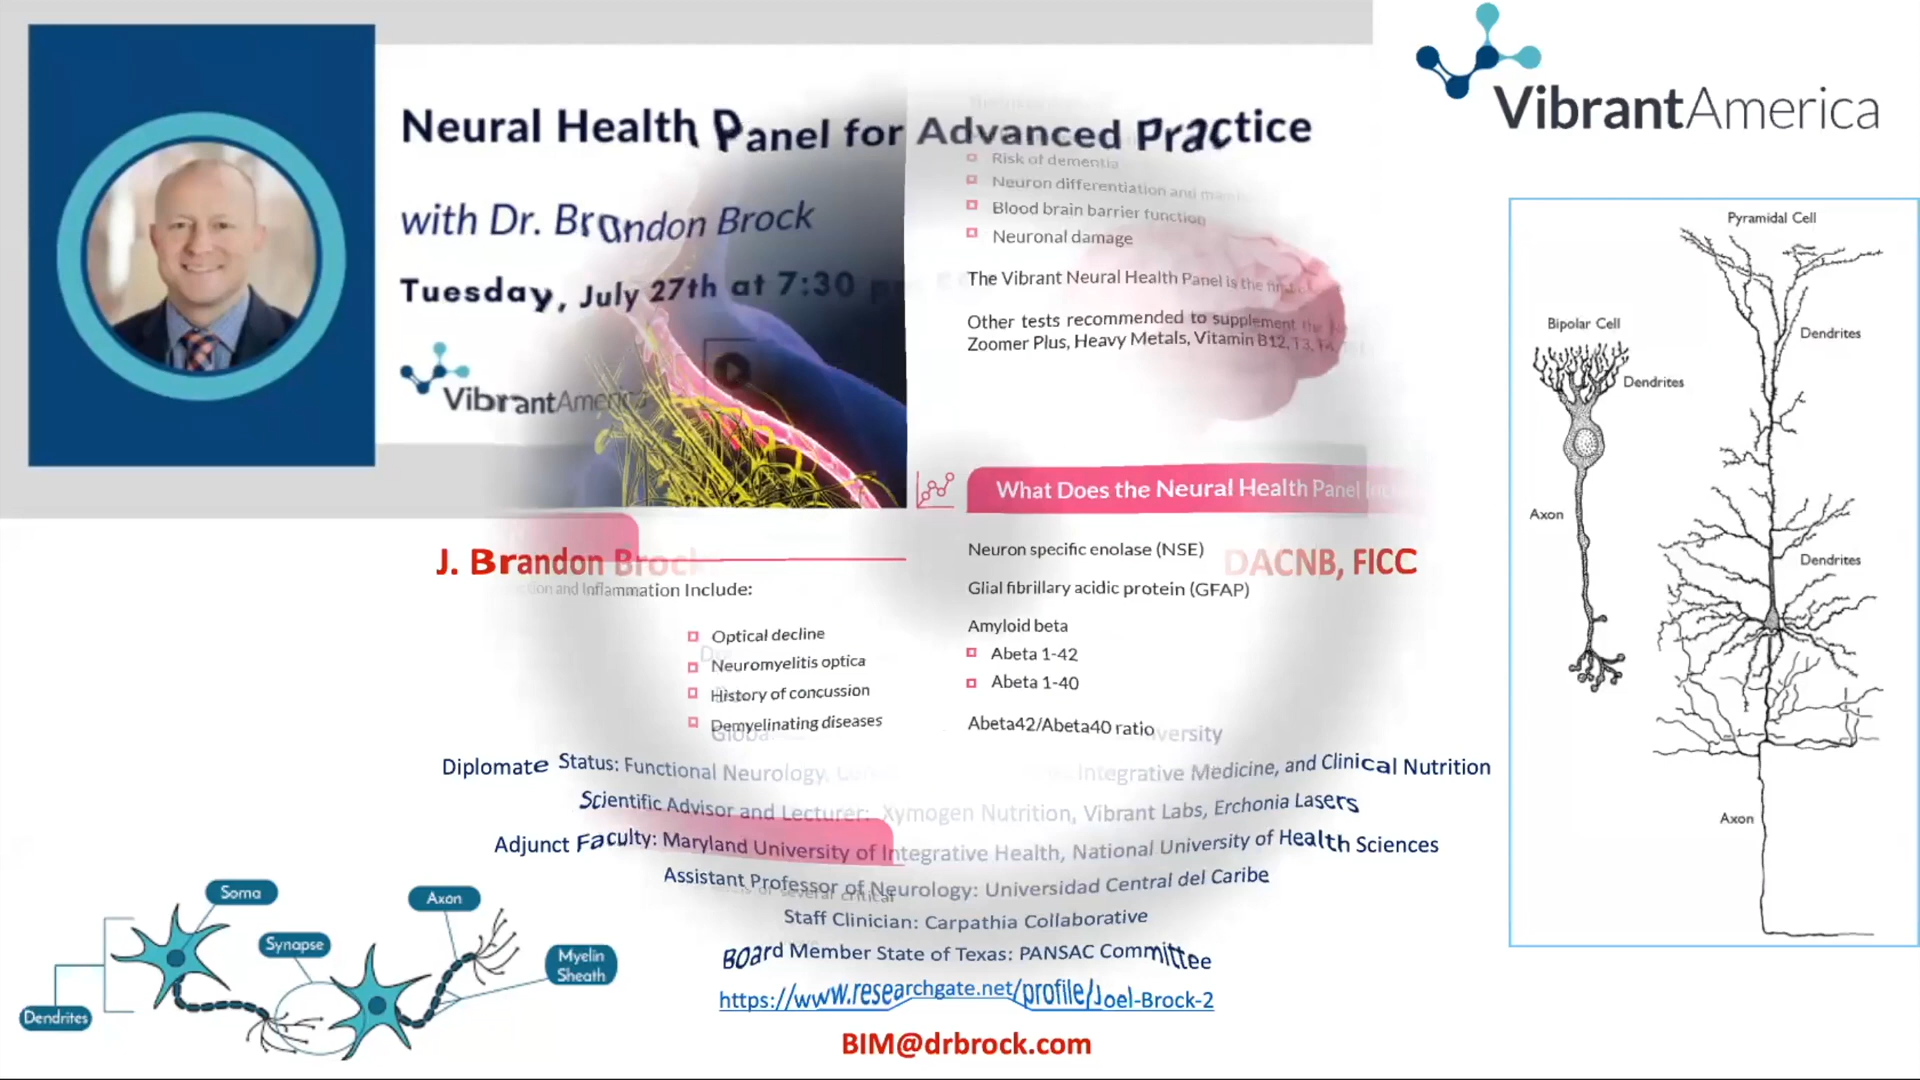 VibrantAmerica
Neural Health Panel for Advanced Practice
with Dr. Brandon Brock
Tuesday, July 27th at 7:30
VibrantAmerica
Risk of dementia
Neuron differentiation and
Blood brain barrier function
Neuronal damage
The Vibrant Neural Health Panel is the
Other tests recommended to supplement the
Zoomer Plus, Heavy Metals, Vitamin B12, T3, T4,
What Does the Neural Health Panel
J. Brandon Brock
DACNB, FICC
and Inflammation Include:
Optical decline
Neuromyelitis optica
History of concussion
Demyelinating diseases
Neuron specific enolase (NSE)
Glial fibrillary acidic protein (GFAP)
Amyloid beta
Abeta 1-42
Abeta 1-40
Abeta42/Abeta40 ratio
Diplomate Status: Functional Neurology, Integrative Medicine, and Clinical Nutrition
Scientific Advisor and Lecturer: Xymogen Nutrition, Vibrant Labs, Erchonia Lasers
Adjunct Faculty: Maryland University of Integrative Health, National University of Health Sciences
Assistant Professor of Neurology: Universidad Central del Caribe
several critical
Staff Clinician: Carpathia Collaborative
Board Member State of Texas: PANSAC Committee
https://www.researchgate.net/profile/Joel-Brock-2
BIM@drbrock.com
Soma
Axon
Synapse
Myelin
Sheath
Dendrites
Pyramidal Cell
Bipolar Cell
Dendrites
Dendrites
Axon
Dendrites
Axon